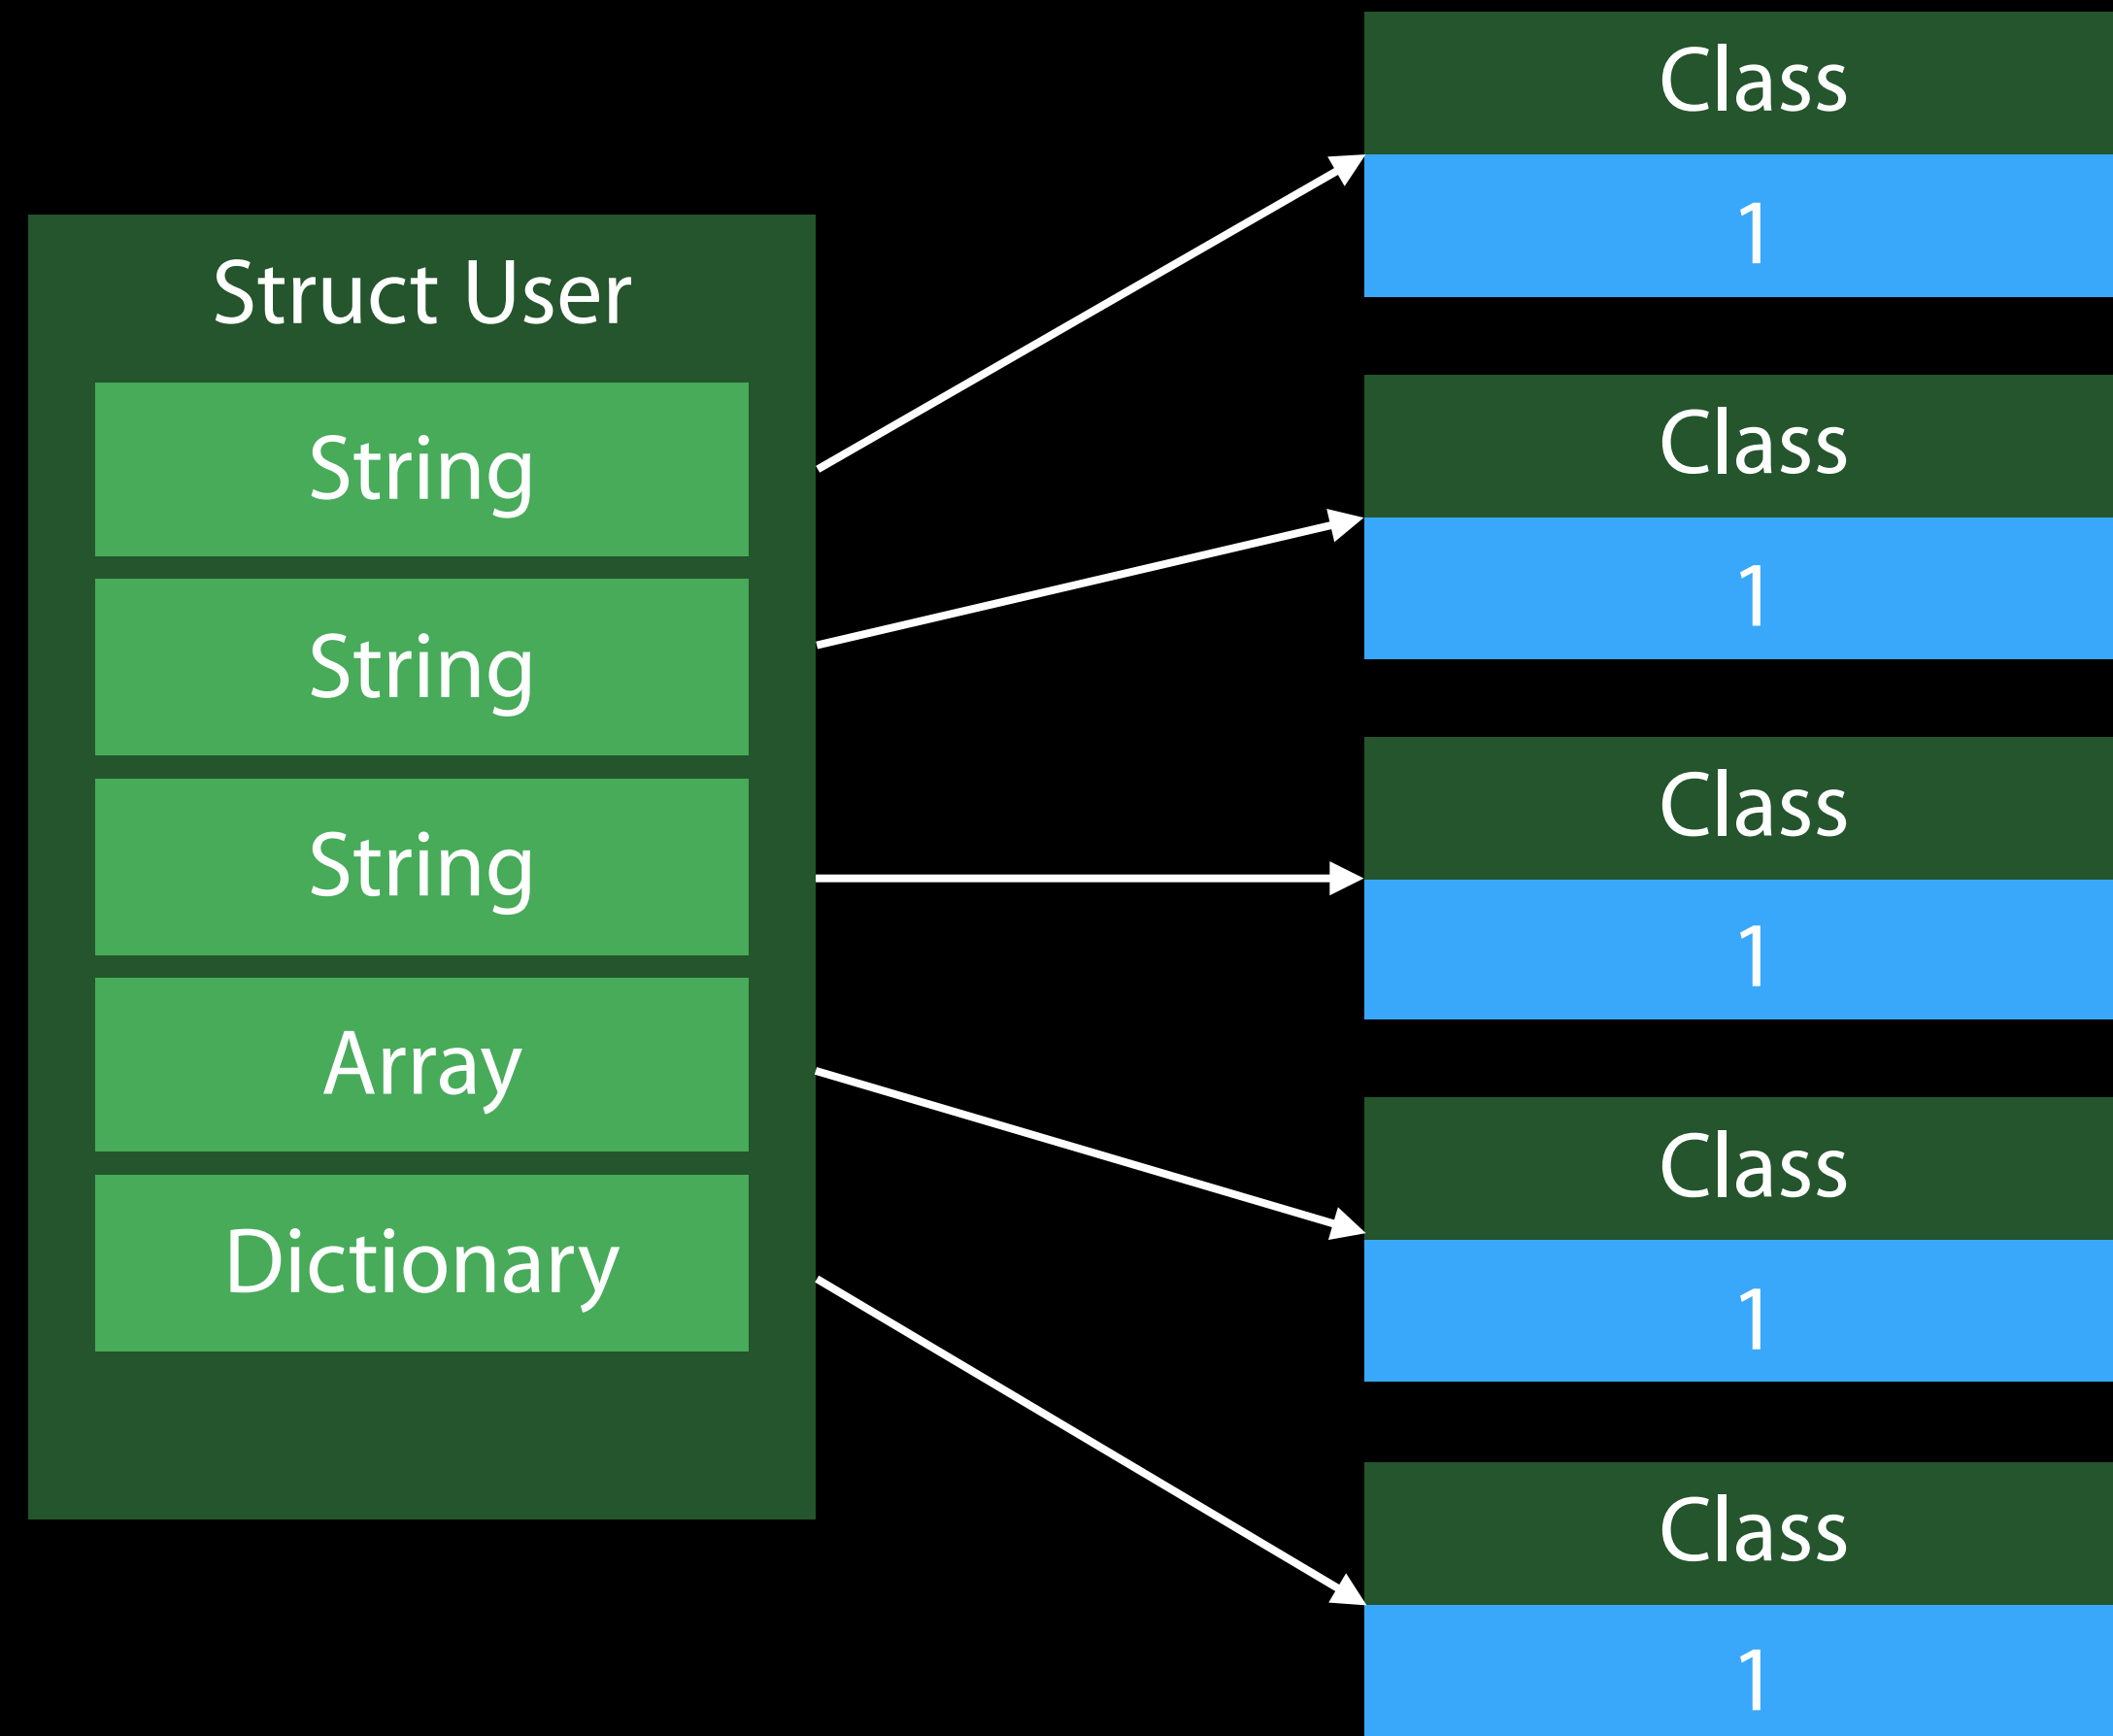 Struct User
String
String
String
Array
Dictionary
Class
1
Class
1
Class
1
Class
1
Class
1